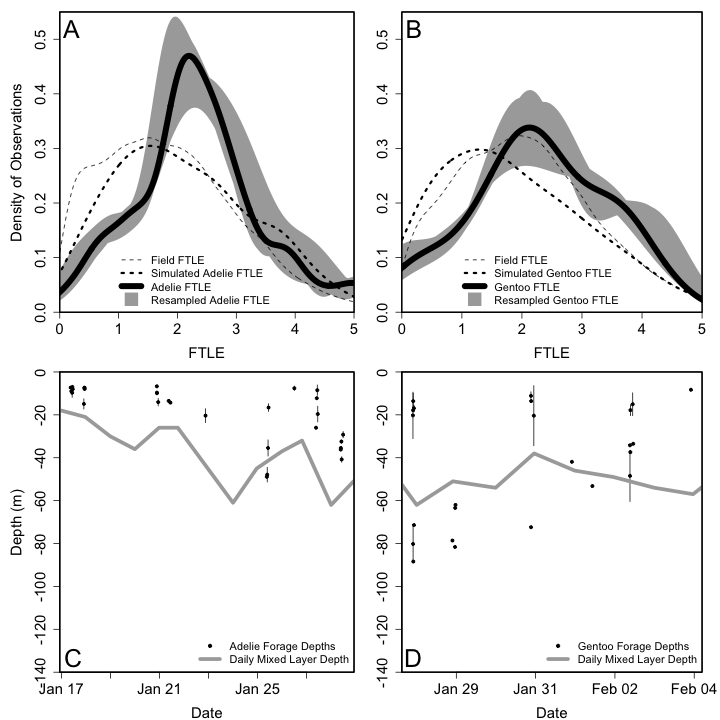 A
Density of Observations
0.0
0.1
0.2
0.3
0.4
0.5
Field FTLE
Simulated Adelie FTLE
Adelie FTLE
Resampled Adelie FTLE
0 1 2 3 4 5
FTLE
B
0.0
0.1
0.2
0.3
0.4
0.5
Field FTLE
Simulated Gentoo FTLE
Gentoo FTLE
Resampled Gentoo FTLE
0 1 2 3 4 5
FTLE
Depth (m)
0
-20
-40
-60
-80
-100
-120
-140
Adelie Forage Depths
Daily Mixed Layer Depth
C
Jan 17 Jan 21 Jan 25
Date
0
-20
-40
-60
-80
-100
-120
-140
Gentoo Forage Depths
Daily Mixed Layer Depth
D
Jan 29 Jan 31 Feb 02 Feb 04
Date